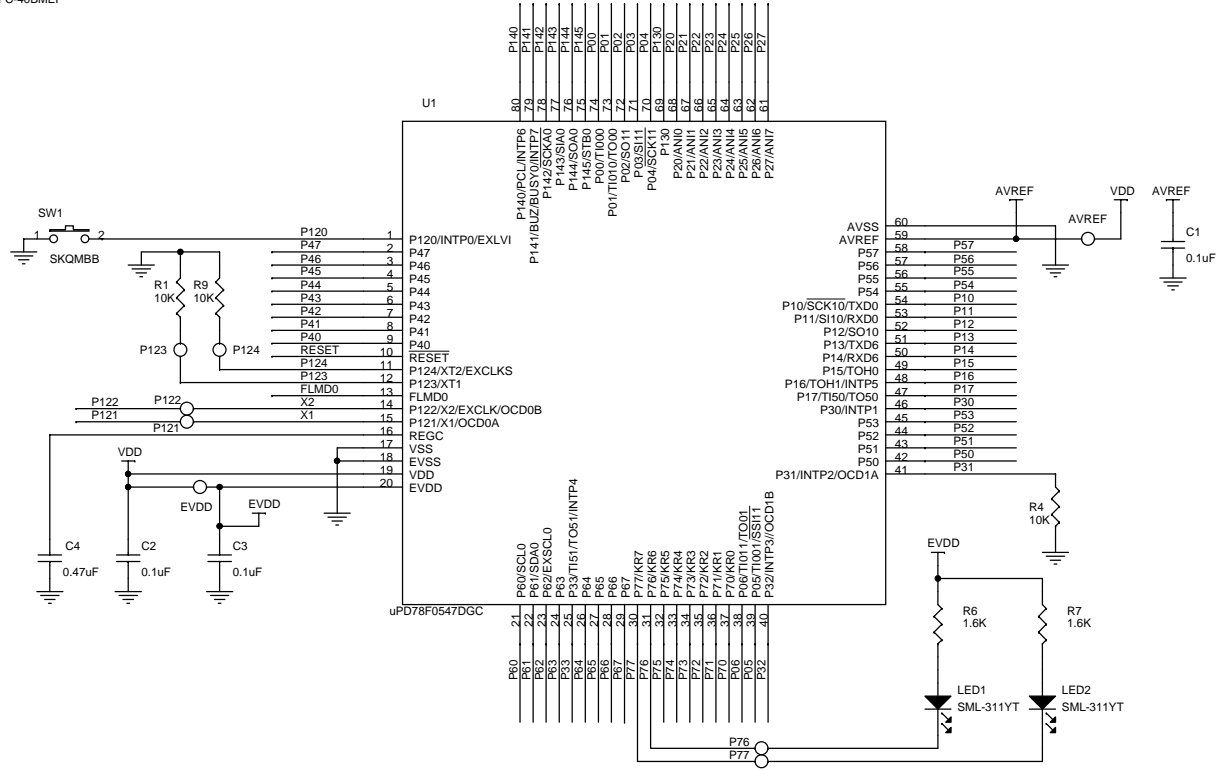 P140
P141
P142
P143
P144
P145
P00
P01
P02
P03
P04
P130
P20
P21
P22
P23
P24
P25
P26
P27
U1
80
79
78
77
76
75
74
73
72
71
70
69
68
67
66
65
64
63
62
61
P140/PCL/INTP6
P141/BUZ/BUSY0/INTP7
P142/SCKA0
P143/SIA0
P144/SOA0
P145/STB0
P00/TI000
P01/TI010/TO00
P02/SO11
P03/SI11
P04/SCK11
P130
P20/ANI0
P21/ANI1
P22/ANI2
P23/ANI3
P24/ANI4
P25/ANI5
P26/ANI6
P27/ANI7
SW1
1 2
SKQMBB
P120 1 P120/INTP0/EXLVI
P47 2 P47
P46 3 P46
P45 4 P45
P44 5 P44
P43 6 P43
P42 7 P42
P41 8 P41
P40 9 P40
RESET 10 RESET
P124 11 P124/XT2/EXCLKS
P123 12 P123/XT1
FLMD0 13 FLMD0
P122 P122 X2 14 P122/X2/EXCLK/OCD0B
P121 P121 X1 15 P121/X1/OCD0A
16 REGC
17 VSS
18 EVSS
19 VDD
20 EVDD
R1
10K
R9
10K
P123
P124
VDD
EVDD
EVDD
C4
0.47uF
C2
0.1uF
C3
0.1uF
AVREF
VDD
AVREF
AVREF
C1
0.1uF
AVSS 60
AVREF 59
P57 58 P57
P56 57 P56
P55 56 P55
P54 55 P54
P10/SCK10/TXD0 54 P10
P11/SI10/RXD0 53 P11
P12/SO10 52 P12
P13/TXD6 51 P13
P14/RXD6 50 P14
P15/TOH0 49 P15
P16/TOH1/INTP5 48 P16
P17/TI50/TO50 47 P17
P30/INTP1 46 P30
P53 45 P53
P52 44 P52
P51 43 P51
P50 42 P50
P31/INTP2/OCD1A 41 P31
R4
10K
EVDD
R6
1.6K
R7
1.6K
LED1
SML-311YT
LED2
SML-311YT
P60/SCL0
P61/SDA0
P62/EXSCL0
P63
P33/TI51/TO51/INTP4
P64
P65
P66
P67
P77/KR7
P76/KR6
P75/KR5
P74/KR4
P73/KR3
P72/KR2
P71/KR1
P70/KR0
P06/TI011/TO01
P05/TI001/SSI11
P32/INTP3//OCD1B
uPD78F0547DGC
21
22
23
24
25
26
27
28
29
30
31
32
33
34
35
36
37
38
39
40
P60
P61
P62
P63
P33
P64
P65
P66
P67
P77
P76
P75
P74
P73
P72
P71
P70
P06
P05
P32
P76
P77